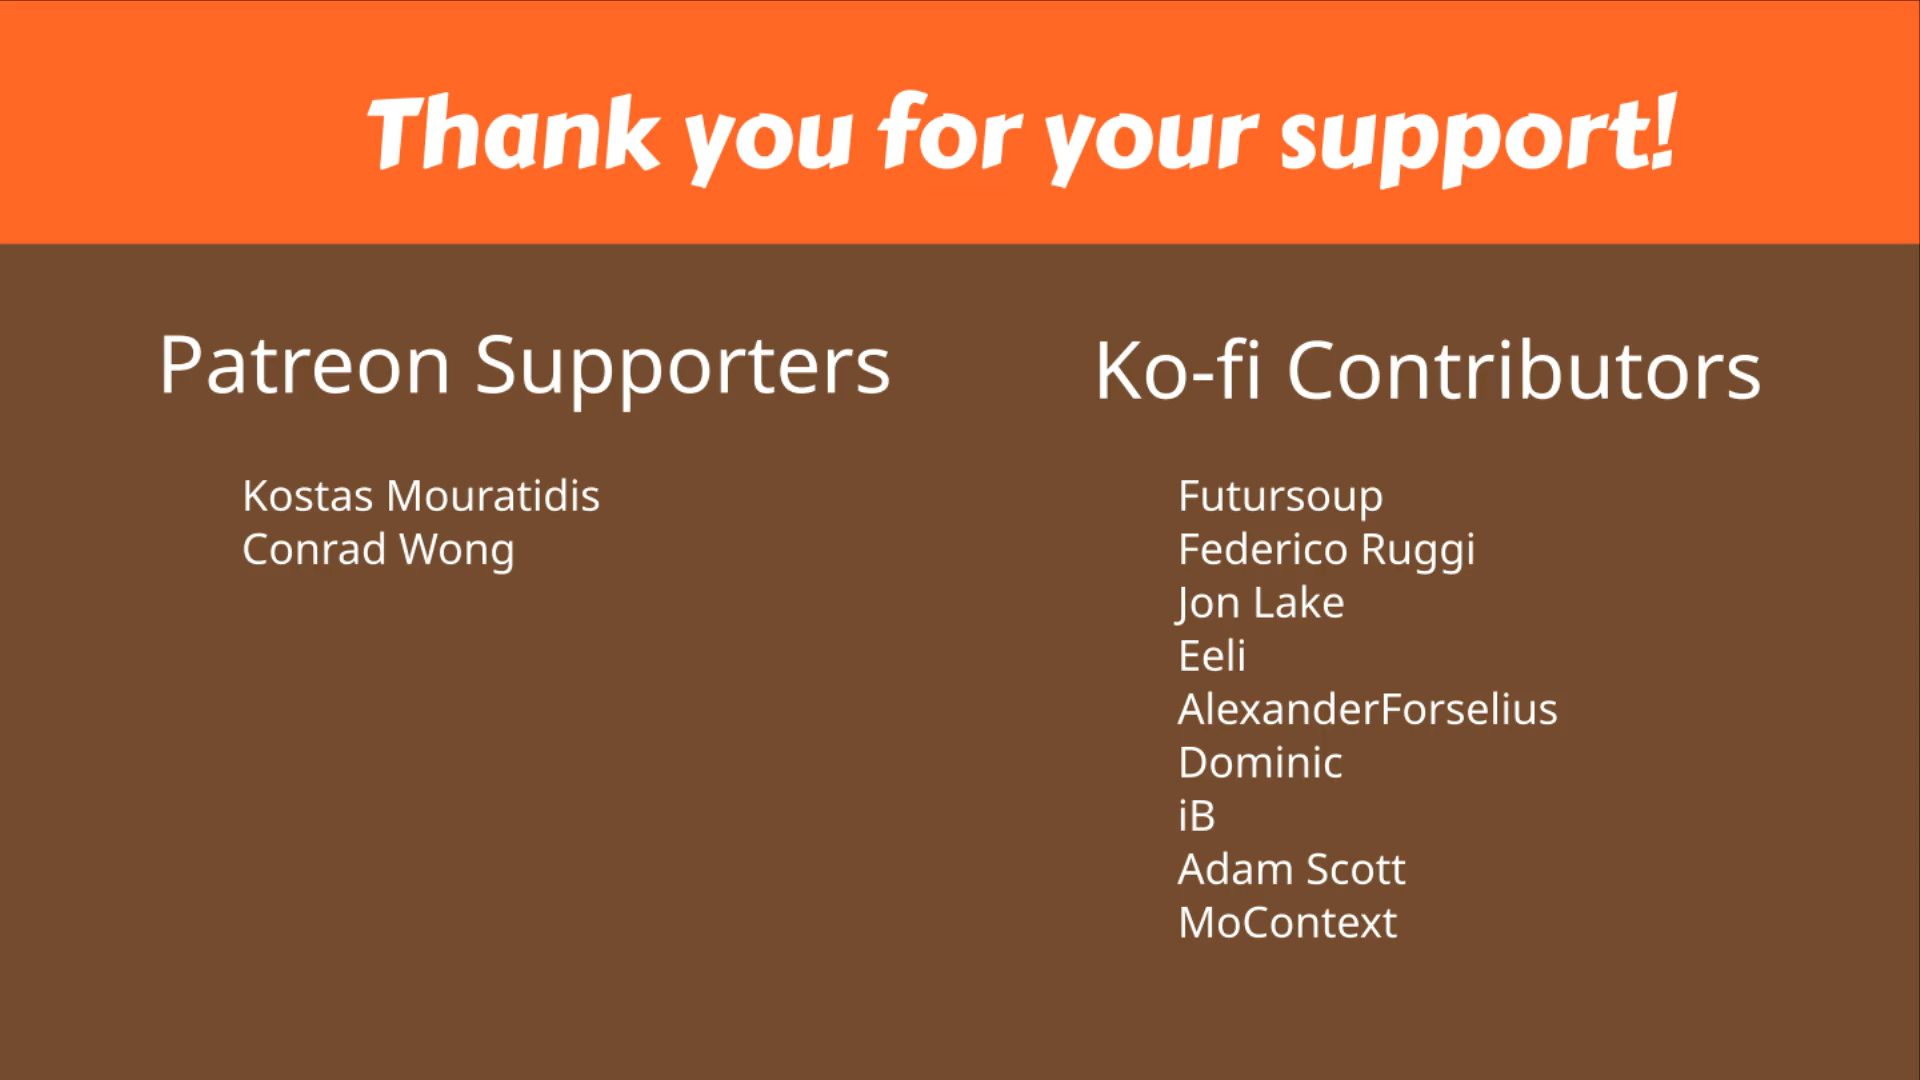 Thank you for your support!
Patreon Supporters
Kostas Mouratidis
Conrad Wong
Ko-fi Contributors
Futursoup
Federico Ruggi
Jon Lake
Eeli
AlexanderForselius
Dominic
iB
Adam Scott
MoContext